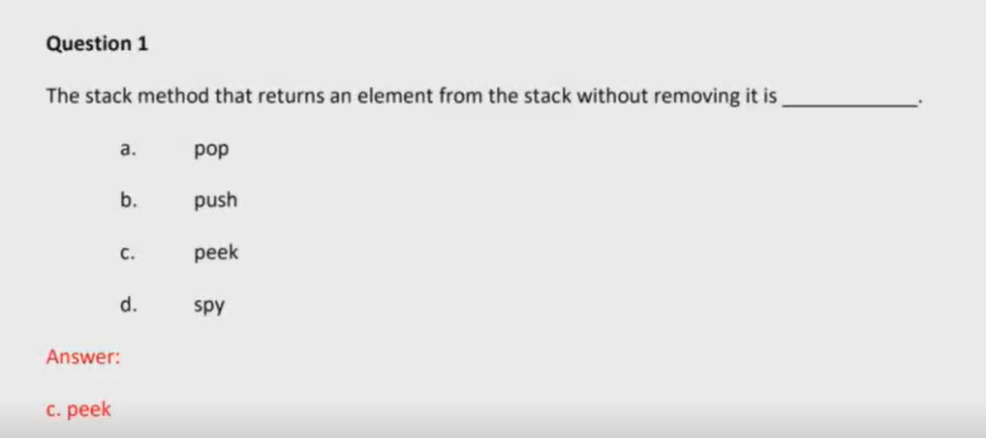 Question 1
The stack method that returns an element from the stack without removing it is ____________.
a. pop
b. push
c. peek
d. spy
Answer:
c. peek